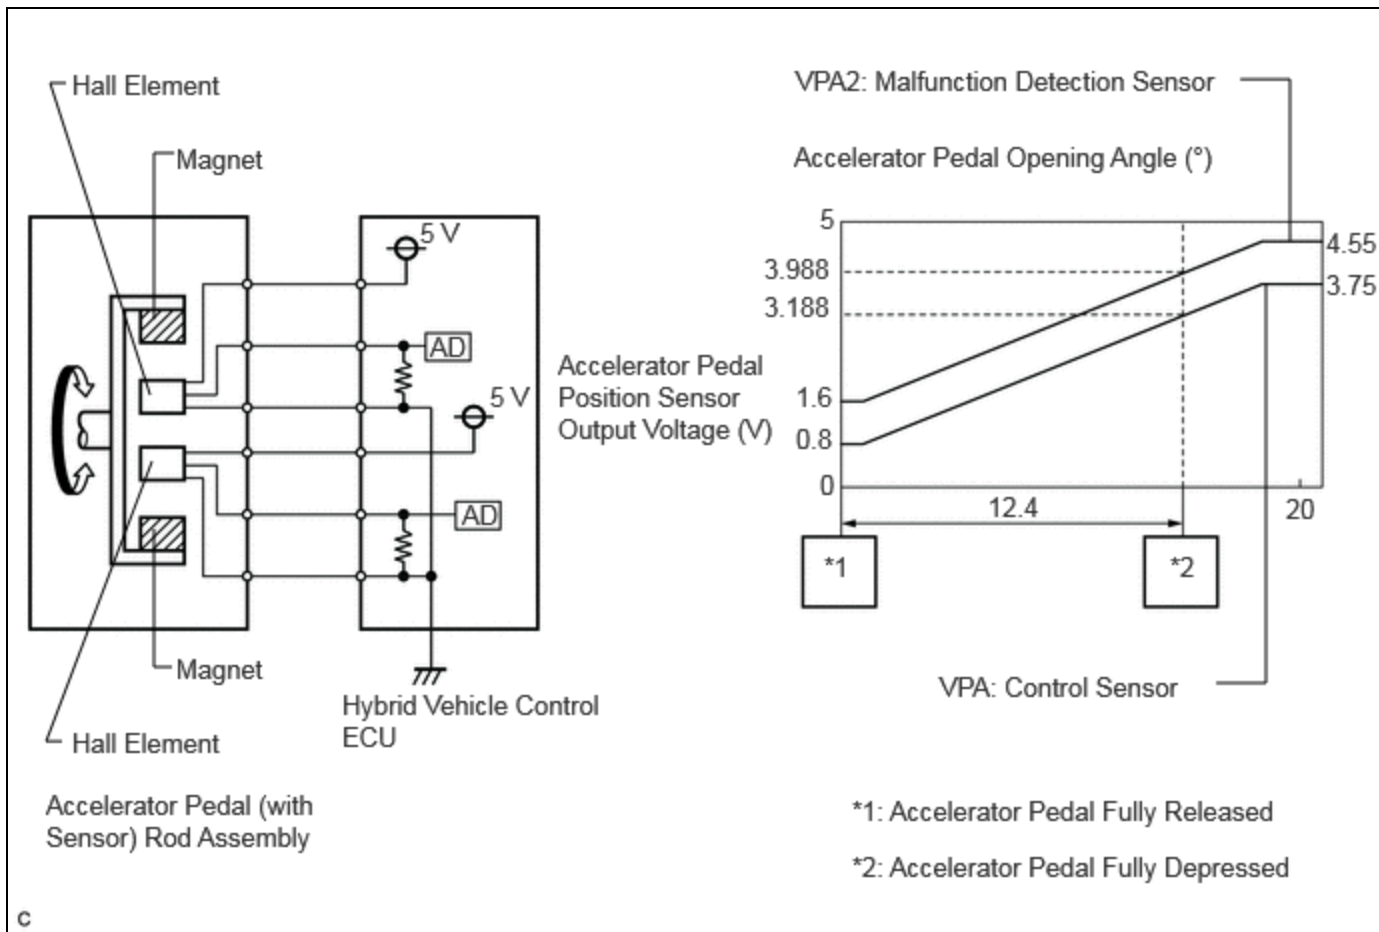 Hall Element
Magnet
5 V
AD
5 V
AD
Magnet
Hall Element
Hybrid Vehicle Control
ECU
Accelerator Pedal (with
Sensor) Rod Assembly
VPA2: Malfunction Detection Sensor
Accelerator Pedal Opening Angle (°)
5
4.55
3.988
3.75
3.188
Accelerator Pedal
Position Sensor
Output Voltage (V)
1.6
0.8
0
12.4
20
*1
*2
VPA: Control Sensor
*1: Accelerator Pedal Fully Released
*2: Accelerator Pedal Fully Depressed
c